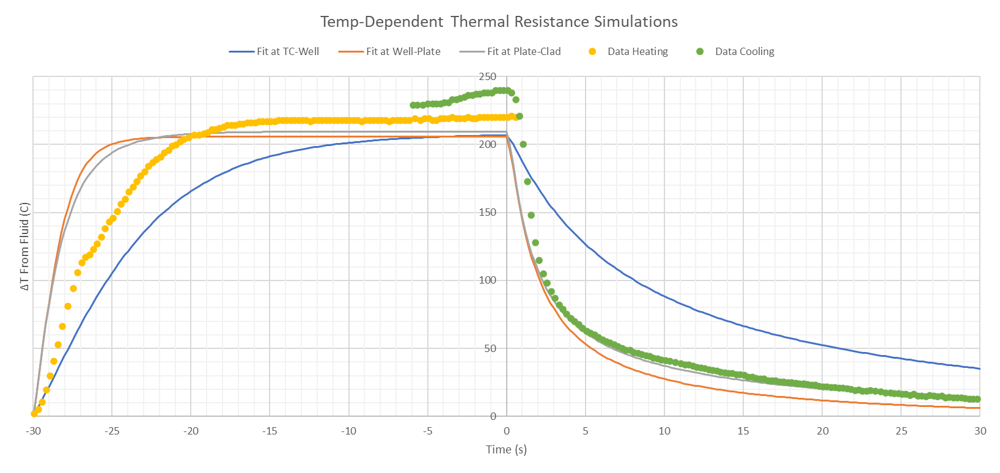 Temp-Dependent Thermal Resistance Simulations
Fit at TC-Well Fit at Well-Plate Fit at Plate-Clad Data Heating Data Cooling
250
200
150
100
50
0
ΔT From Fluid (C)
-30 -25 -20 -15 -10 -5 0 5 10 15 20 25 30
Time (s)